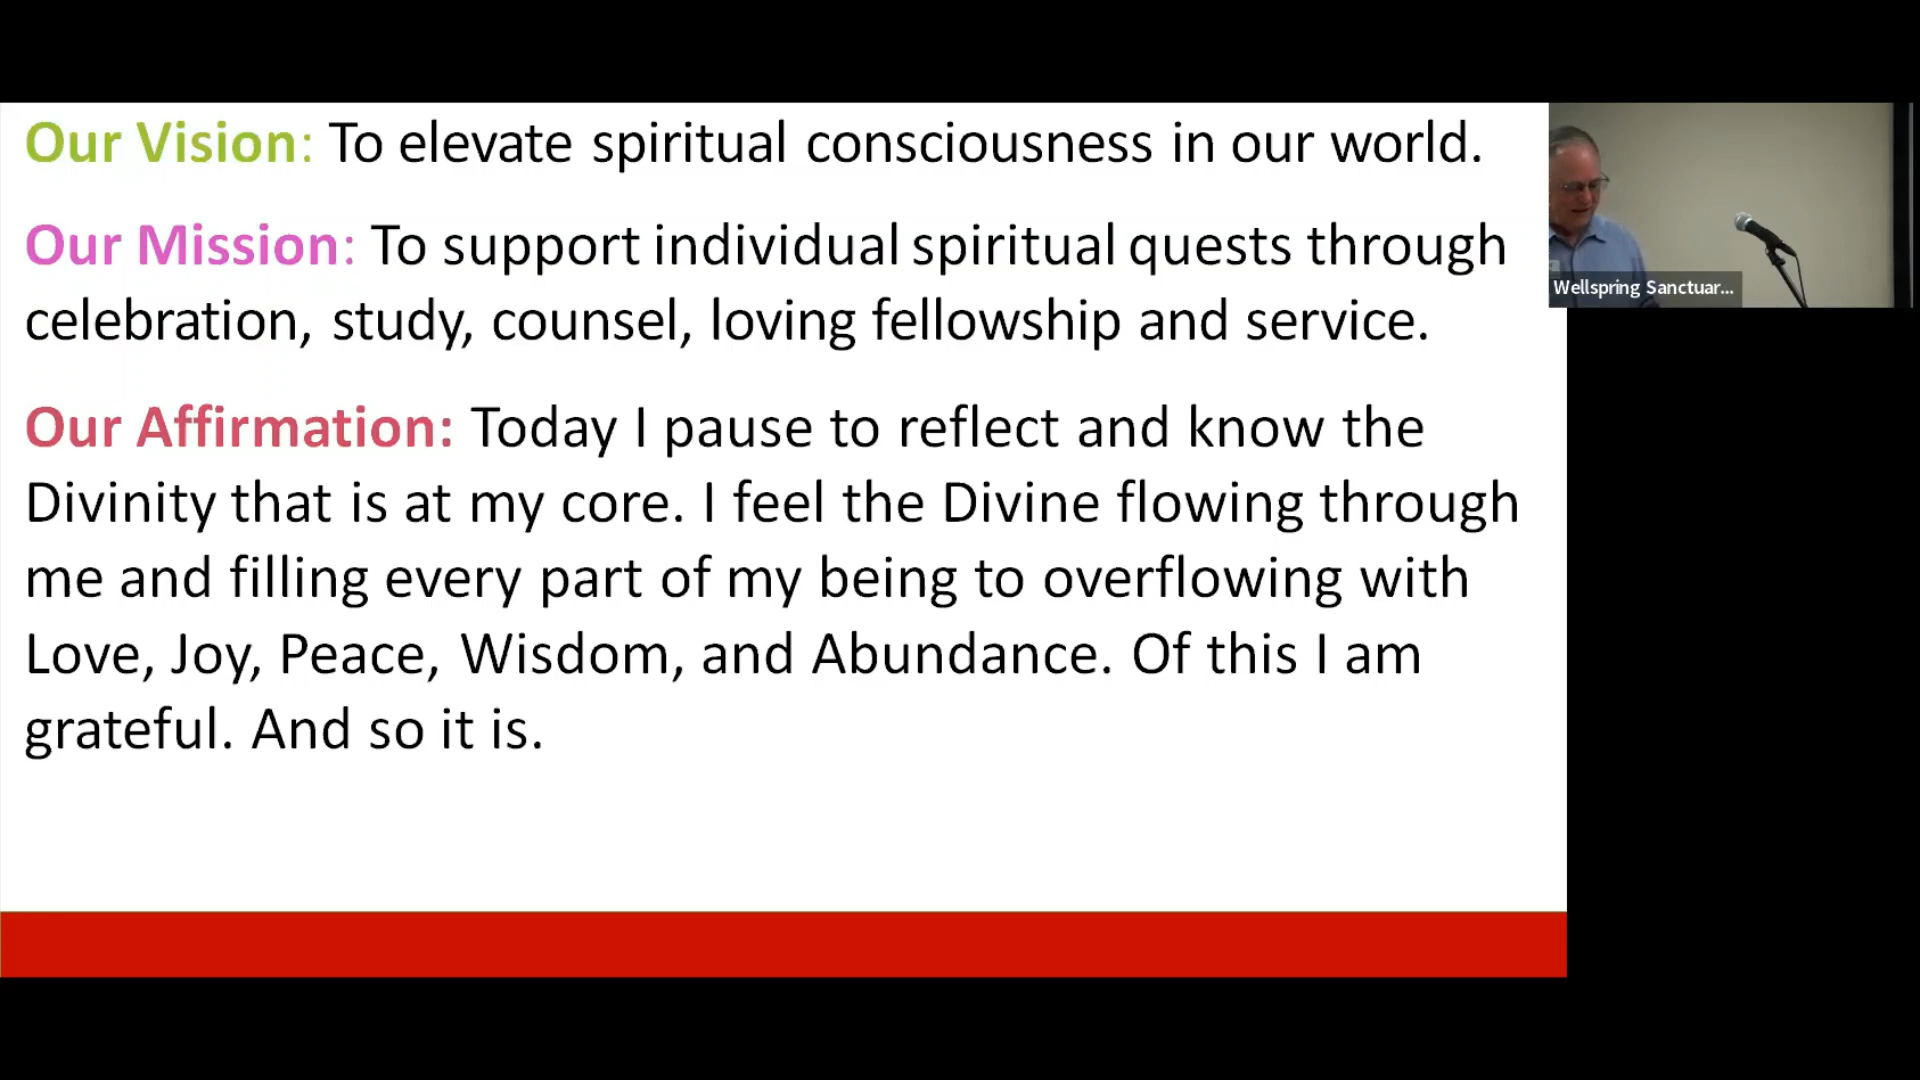 Our Vision: To elevate spiritual consciousness in our world.
Our Mission: To support individual spiritual quests through
celebration, study, counsel, loving fellowship and service.
Our Affirmation: Today I pause to reflect and know the
Divinity that is at my core. I feel the Divine flowing through
me and filling every part of my being to overflowing with
Love, Joy, Peace, Wisdom, and Abundance. Of this I am
grateful. And so it is.
Wellspring Sanctuar...